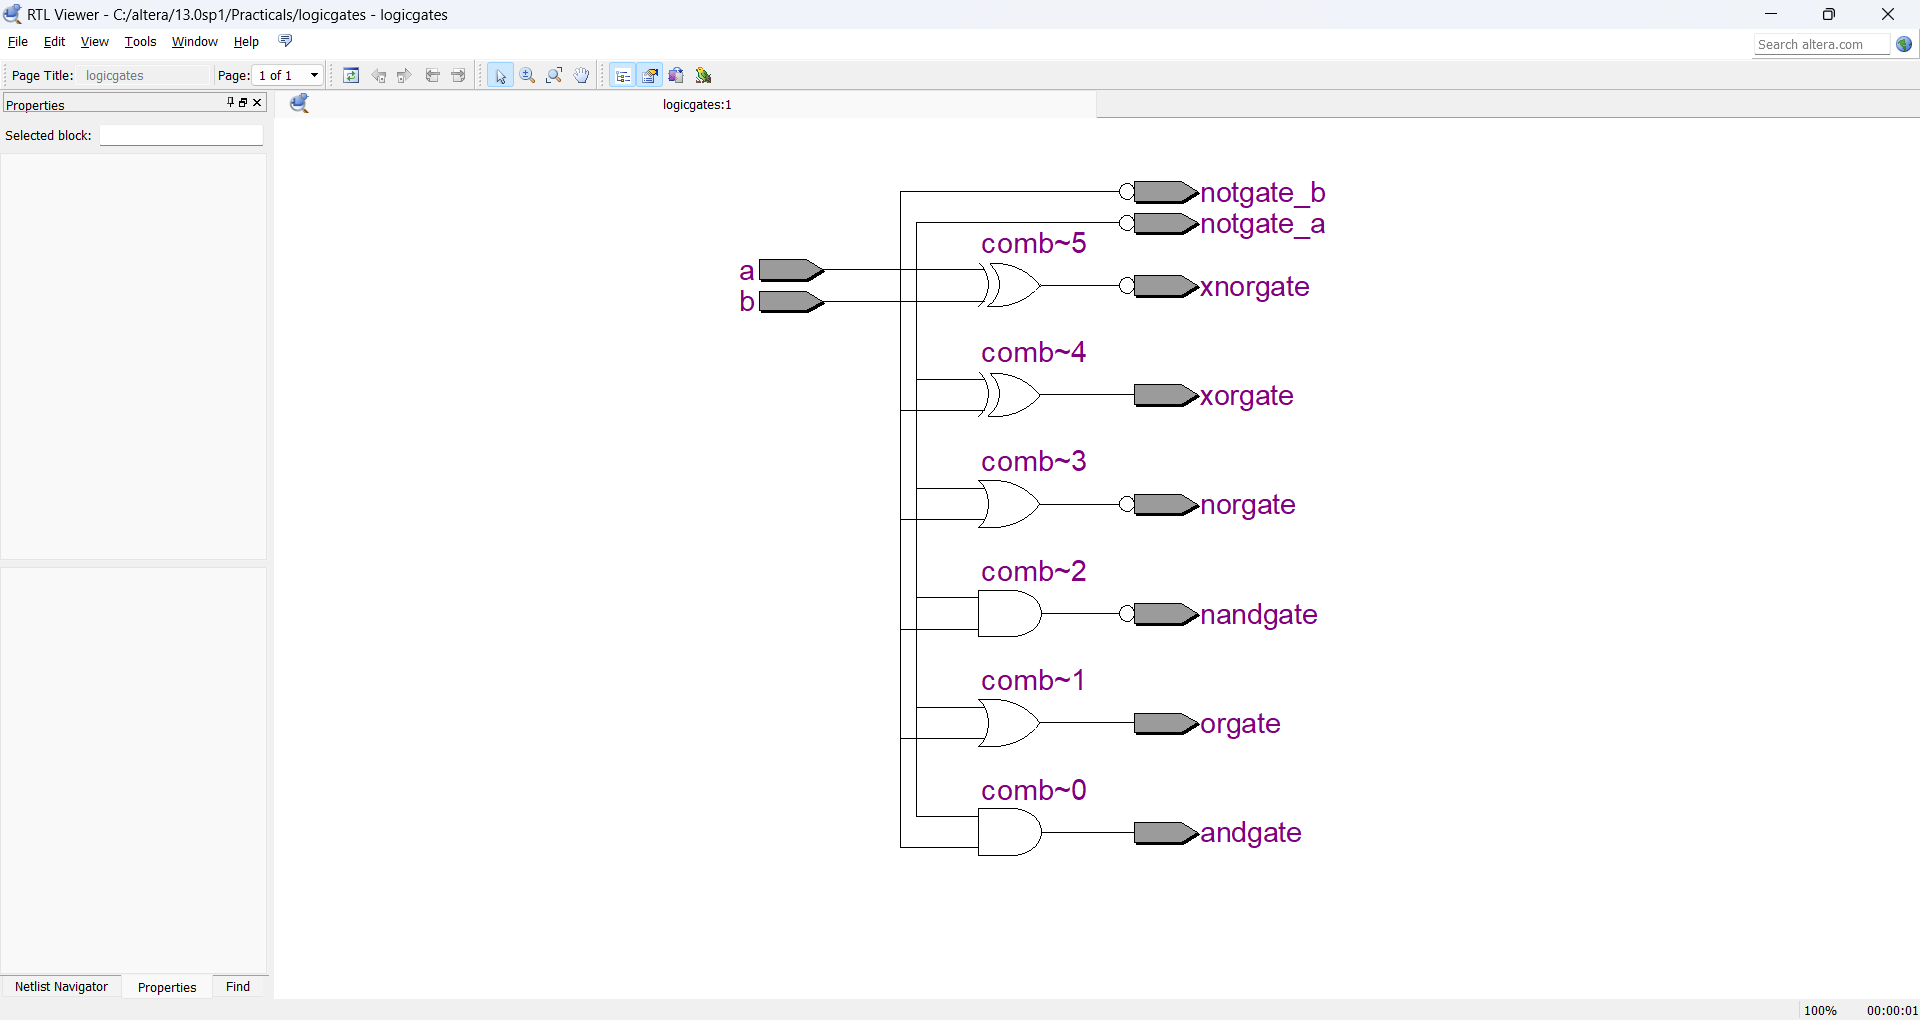 RTL Viewer - C:/altera/13.0sp1/Practicals/logicgates - logicgates
File Edit View Tools Window Help
Search altera.com
Page Title: logicgates Page: 1 of 1
Properties
logicgates:1
Selected block:
notgate_b
notgate_a
comb~5
a
xnorgate
b
comb~4
xorgate
comb~3
norgate
comb~2
nandgate
comb~1
orgate
comb~0
andgate
Netlist Navigator Properties Find
100% 00:00:01